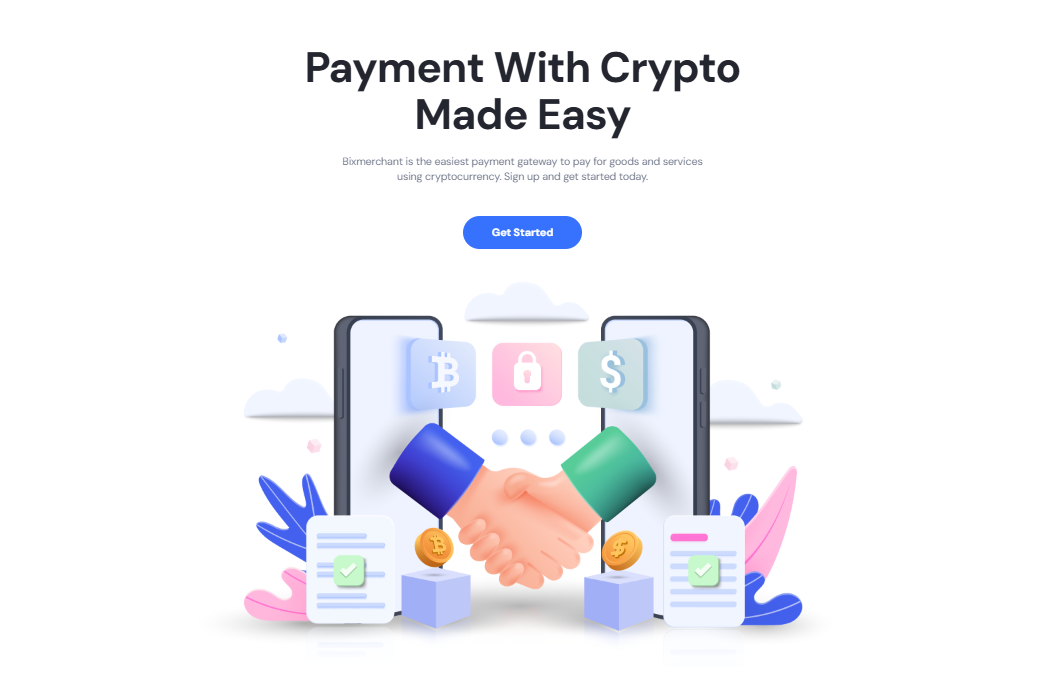 Payment With Crypto
Made Easy
Bixmerchant is the easiest payment gateway to pay for goods and services
using cryptocurrency. Sign up and get started today.
Get Started